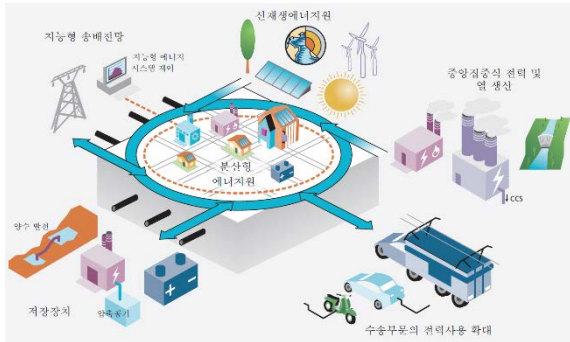 신재생에너지원
지능형 송배전망
지능형 에너지
시스템 제어
중앙집중식 전력 및
열 생산
분산형
에너지원
CCS
양수 발전
저장장치
압축공기
수송부문의 전력사용 확대